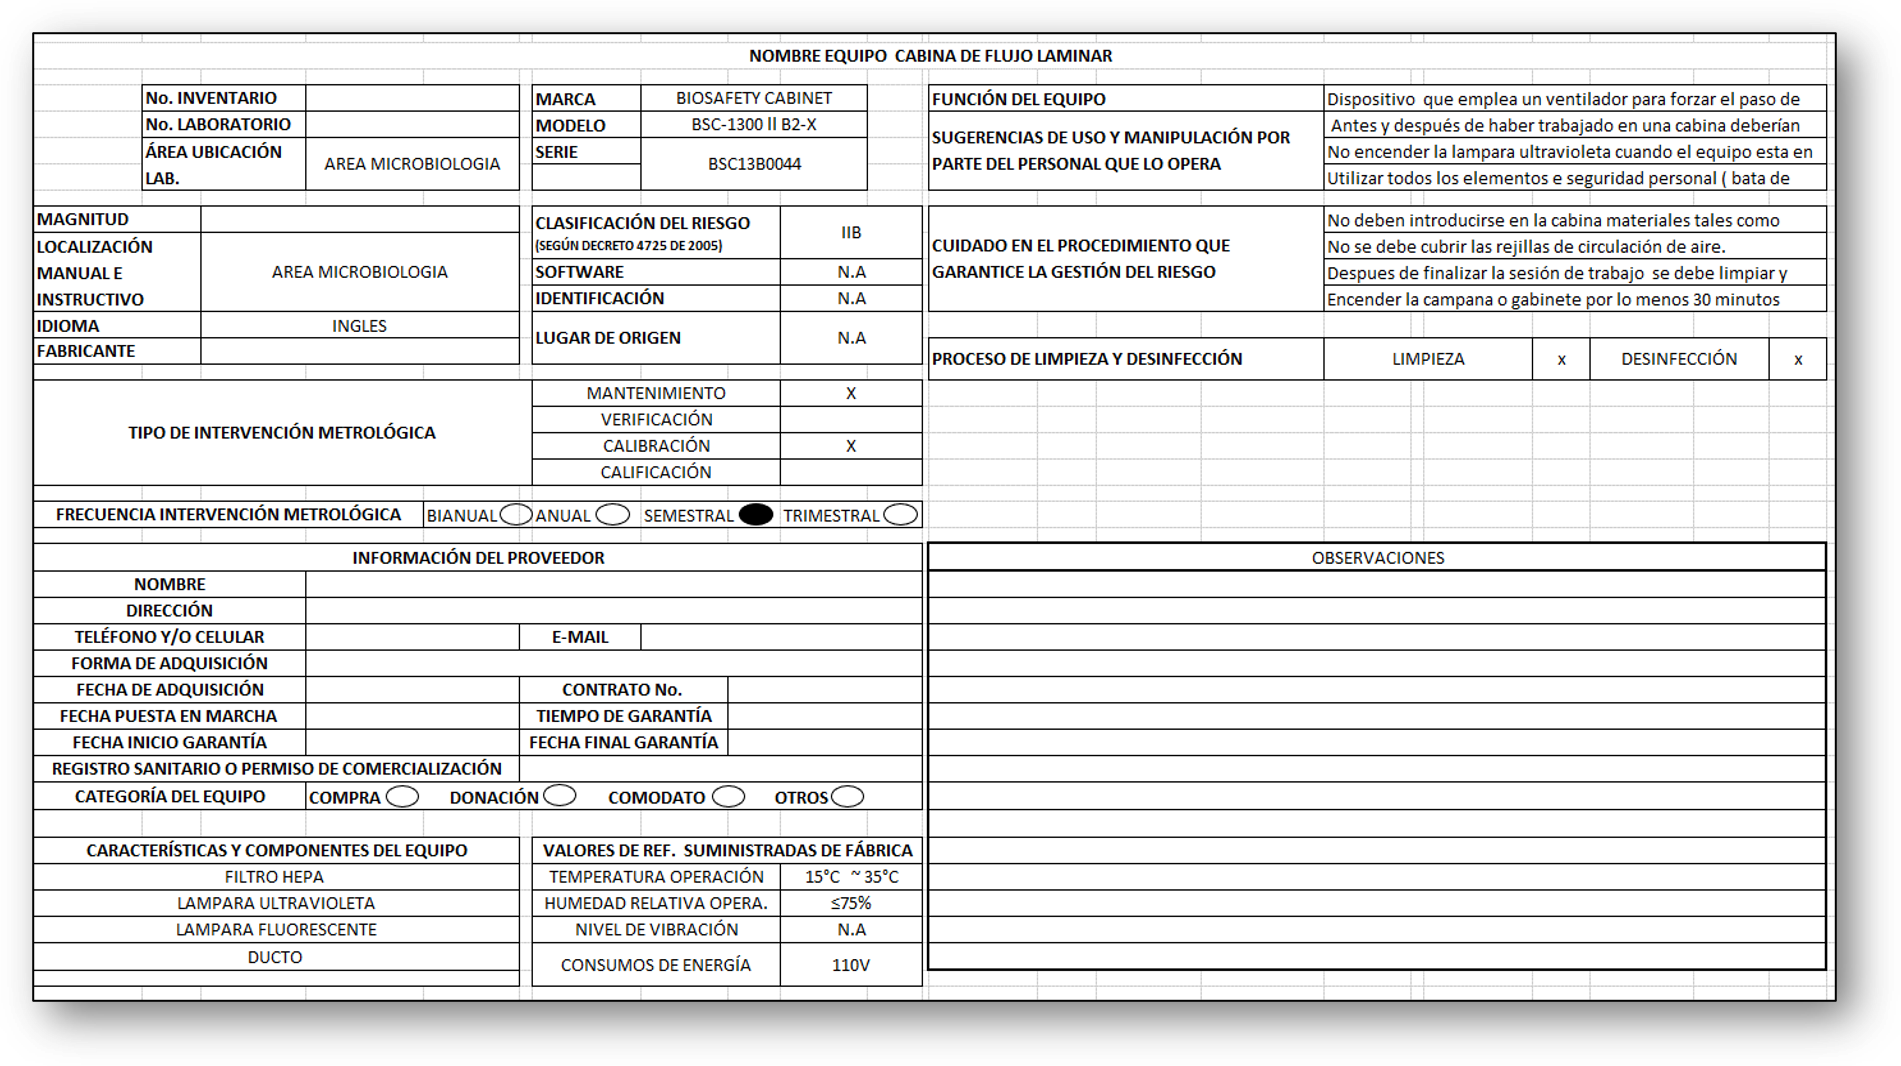 NOMBRE EQUIPO  CABINA DE FLUJO LAMINAR
No. INVENTARIO
No. LABORATORIO
ÁREA UBICACIÓN
LAB.
AREA MICROBIOLOGIA
MARCA BIOSAFETY CABINET
MODELO BSC-1300 ll B2-X
SERIE BSC13B0044
FUNCIÓN DEL EQUIPO Dispositivo  que emplea un ventilador para forzar el paso de
SUGERENCIAS DE USO Y MANIPULACIÓN POR
PARTE DEL PERSONAL QUE LO OPERA
Antes y después de haber trabajado en una cabina deberían
No encender la lampara ultravioleta cuando el equipo esta en
Utilizar todos los elementos e seguridad personal ( bata de
MAGNITUD
LOCALIZACIÓN
MANUAL E
INSTRUCTIVO
AREA MICROBIOLOGIA
IDIOMA INGLES
FABRICANTE
CLASIFICACIÓN DEL RIESGO
(SEGÚN DECRETO 4725 DE 2005)
IIB
SOFTWARE N.A
IDENTIFICACIÓN N.A
LUGAR DE ORIGEN N.A
CUIDADO EN EL PROCEDIMIENTO QUE
GARANTICE LA GESTIÓN DEL RIESGO
No deben introducirse en la cabina materiales tales como
No se debe cubrir las rejillas de circulación de aire.
Despues de finalizar la sesión de trabajo  se debe limpiar y
Encender la campana o gabinete por lo menos 30 minutos
PROCESO DE LIMPIEZA Y DESINFECCIÓN LIMPIEZA x DESINFECCIÓN x
TIPO DE INTERVENCIÓN METROLÓGICA
MANTENIMIENTO X
VERIFICACIÓN
CALIBRACIÓN X
CALIFICACIÓN
FRECUENCIA INTERVENCIÓN METROLÓGICA BIANUAL ANUAL SEMESTRAL TRIMESTRAL
INFORMACIÓN DEL PROVEEDOR
NOMBRE
DIRECCIÓN
TELÉFONO Y/O CELULAR E-MAIL
FORMA DE ADQUISICIÓN
FECHA DE ADQUISICIÓN CONTRATO No.
FECHA PUESTA EN MARCHA TIEMPO DE GARANTÍA
FECHA INICIO GARANTÍA FECHA FINAL GARANTÍA
REGISTRO SANITARIO O PERMISO DE COMERCIALIZACIÓN
CATEGORÍA DEL EQUIPO COMPRA DONACIÓN COMODATO OTROS
OBSERVACIONES
CARACTERÍSTICAS Y COMPONENTES DEL EQUIPO
FILTRO HEPA
LAMPARA ULTRAVIOLETA
LAMPARA FLUORESCENTE
DUCTO
VALORES DE REF.  SUMINISTRADAS DE FÁBRICA
TEMPERATURA OPERACIÓN 15°C  ~ 35°C
HUMEDAD RELATIVA OPERA. ≤75%
NIVEL DE VIBRACIÓN N.A
CONSUMOS DE ENERGÍA 110V